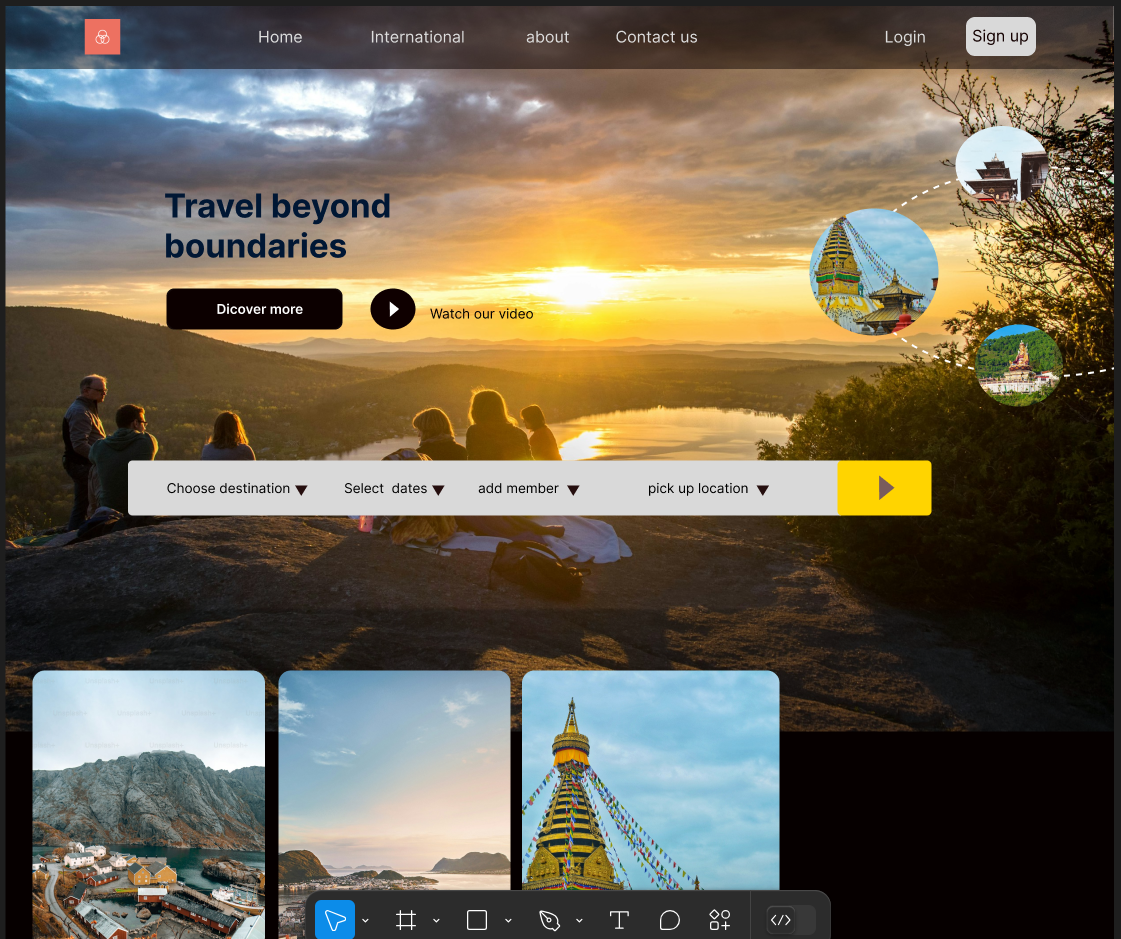 Home International about Contact us Login Sign up
Travel beyond
boundaries
Dicover more
Watch our video
Choose destination Select dates add member pick up location